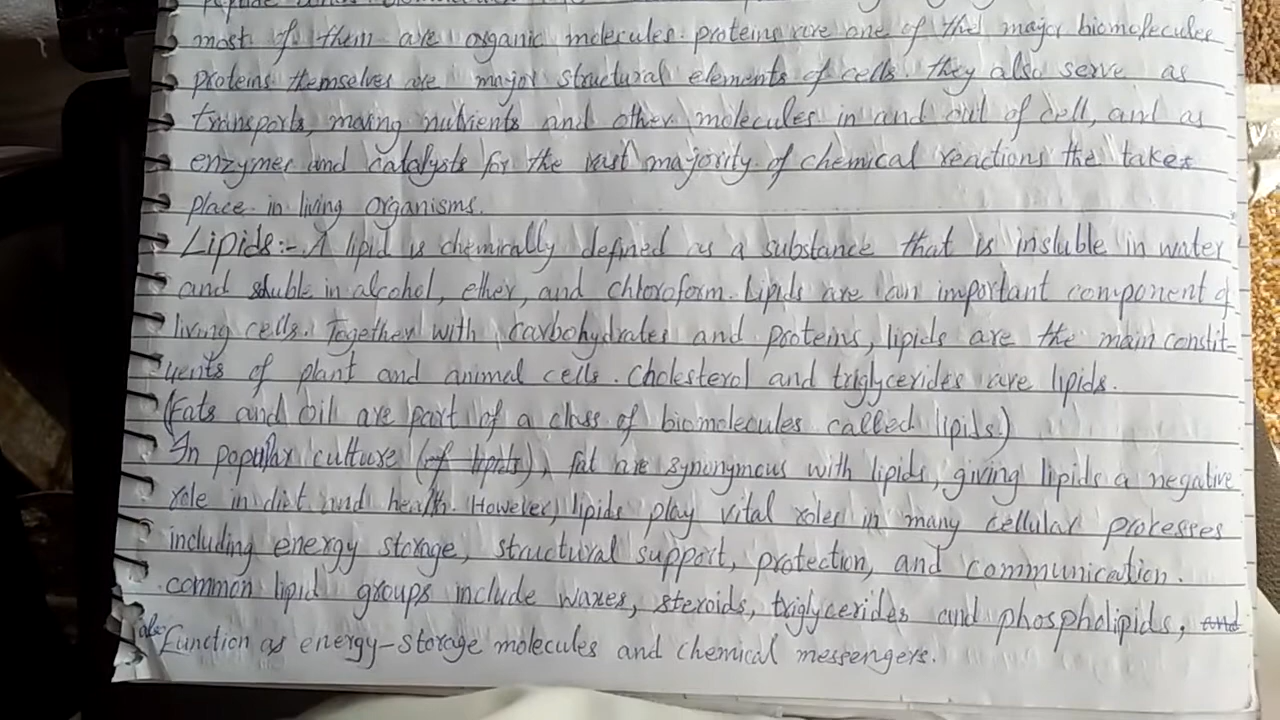 most of them are organic molecules. proteins are one of the major biomolecules
proteins themselves are major structural elements of cells. they also serve as
transports, moving nutrients and other molecules in and out of cell, and as
enzymes and catalysts for the vast majority of chemical reactions the takes
place in living organisms.
Lipids:- A lipid is chemically defined as a substance that is insluble in water
and soluble in alcohol, ether, and chloroform. Lipids are an important component of
living cells. Together with carbohydrates and proteins, lipids are the main constit-
uents of plant and animal cells. Cholesterol and triglycerides are lipids.
(Fats and oil are part of a class of biomolecules called lipids.)
In popular culture (of lipids), fat are synonymous with lipids, giving lipids a negative
role in diet and health. However, lipids play vital roles in many cellular processes
including energy storage, structural support, protection, and communication.
common lipid groups include waxes, steroids, triglycerides and phospholipids, and
also Function as energy-storage molecules and chemical messengers.